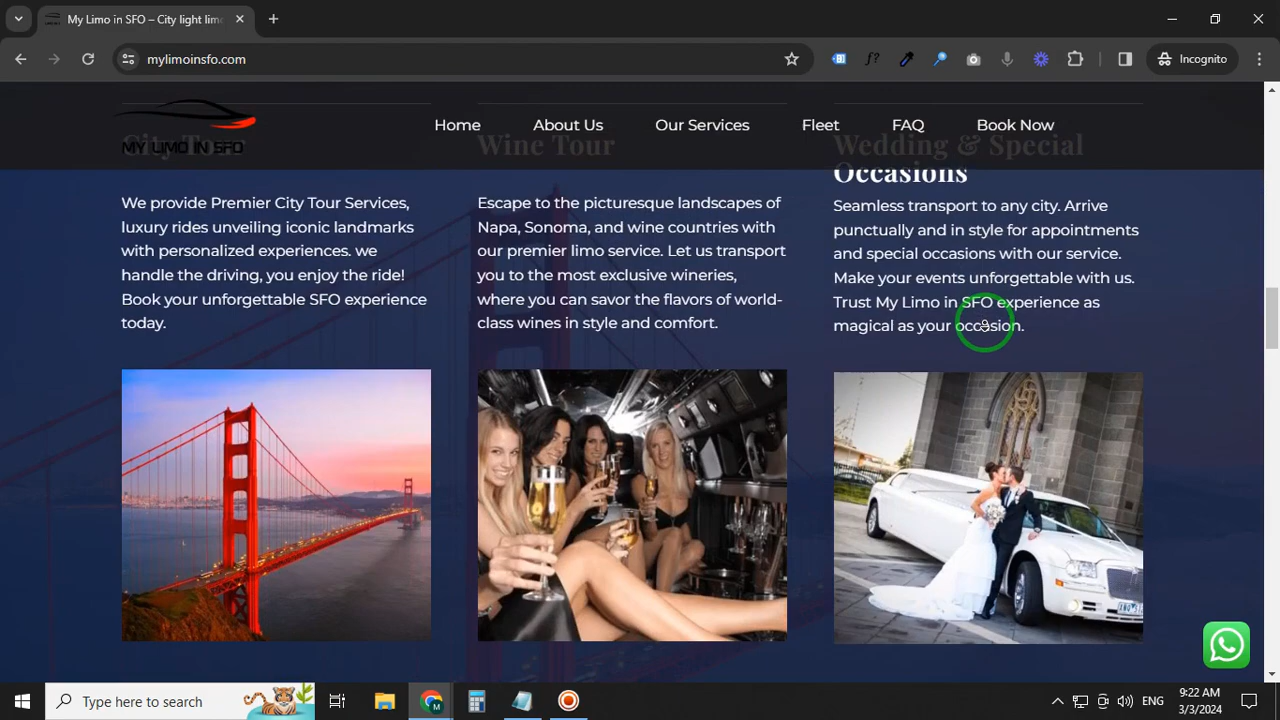 My Limo in SFO – City light lim
mylimoinsfo.com
Incognito
MY LIMO IN SFO
Home
About Us
Our Services
Fleet
FAQ
Book Now
City Tour
We provide Premier City Tour Services,
luxury rides unveiling iconic landmarks
with personalized experiences. we
handle the driving, you enjoy the ride!
Book your unforgettable SFO experience
today.
Wine Tour
Escape to the picturesque landscapes of
Napa, Sonoma, and wine countries with
our premier limo service. Let us transport
you to the most exclusive wineries,
where you can savor the flavors of world-
class wines in style and comfort.
Wedding & Special
Occasions
Seamless transport to any city. Arrive
punctually and in style for appointments
and special occasions with our service.
Make your events unforgettable with us.
Trust My Limo in SFO experience as
magical as your occasion.
Type here to search
ENG
9:22 AM
3/3/2024